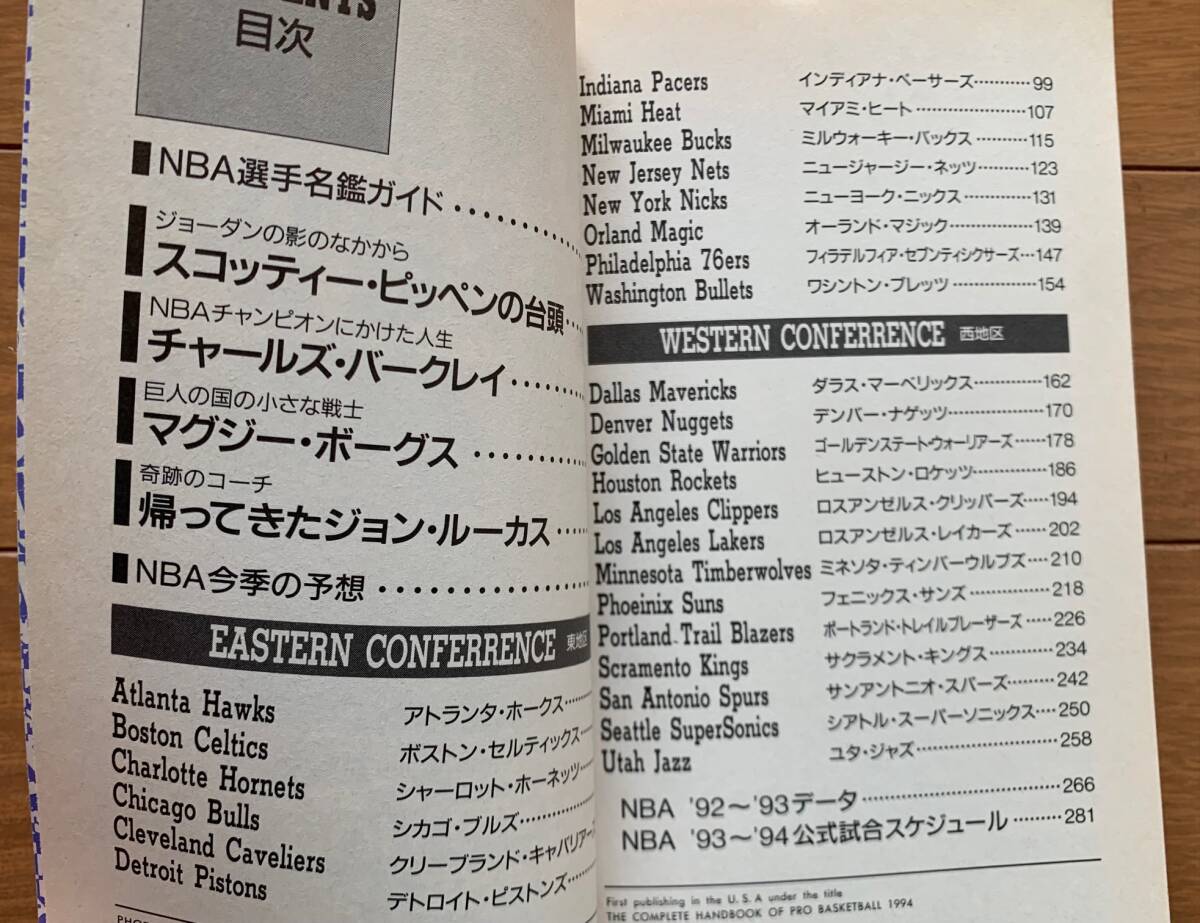 目次
■NBA選手名鑑ガイド・・・・・・・・・
ジョーダンの影のなかから
スコッティー・ピッペンの台頭・・・
NBAチャンピオンにかけた人生
チャールズ・バークレイ・・・・・・
巨人の国の小さな戦士
マグジー・ボーグス・・・・・・・・
奇跡のコーチ
帰ってきたジョン・ルーカス・・・
■NBA今季の予想・・・・・・・・・・・・
EASTERN CONFERRENCE 東地区
Atlanta Hawks アトランタ・ホークス
Boston Celtics ボストン・セルティックス
Charlotte Hornets シャーロット・ホーネッツ
Chicago Bulls シカゴ・ブルズ
Cleveland Caveliers クリーブランド・キャバリアーズ
Detroit Pistons デトロイト・ピストンズ
Indiana Pacers インディアナ・ペーサーズ…………99
Miami Heat マイアミ・ヒート…………………107
Milwaukee Bucks ミルウォーキー・バックス…………115
New Jersey Nets ニュージャージー・ネッツ…………123
New York Nicks ニューヨーク・ニックス……………131
Orland Magic オーランド・マジック………………139
Philadelphia 76ers フィラデルフィア・セブンティシクサーズ…147
Washington Bullets ワシントン・ブレッツ………………154
WESTERN CONFERRENCE 西地区
Dallas Mavericks ダラス・マーベリックス……………162
Denver Nuggets デンバー・ナゲッツ…………………170
Golden State Warriors ゴールデンステートウォーリアーズ……178
Houston Rockets ヒューストン・ロケッツ……………186
Los Angeles Clippers ロスアンゼルス・クリッパーズ……194
Los Angeles Lakers ロスアンゼルス・レイカーズ……202
Minnesota Timberwolves ミネソタ・ティンバーウルブズ…210
Phoeinix Suns フェニックス・サンズ………………218
Portland Trail Blazers ポートランド・トレイルブレーザーズ……226
Scramento Kings サクラメント・キングス……………234
San Antonio Spurs サンアントニオ・スパーズ…………242
Seattle SuperSonics シアトル・スーパーソニックス……250
Utah Jazz ユタ・ジャズ…………………………258
NBA '92〜'93データ………………………………266
NBA '93〜'94公式試合スケジュール………281
First publishing in the U.S.A under the title
THE COMPLETE HANDBOOK OF PRO BASKETBALL 1994